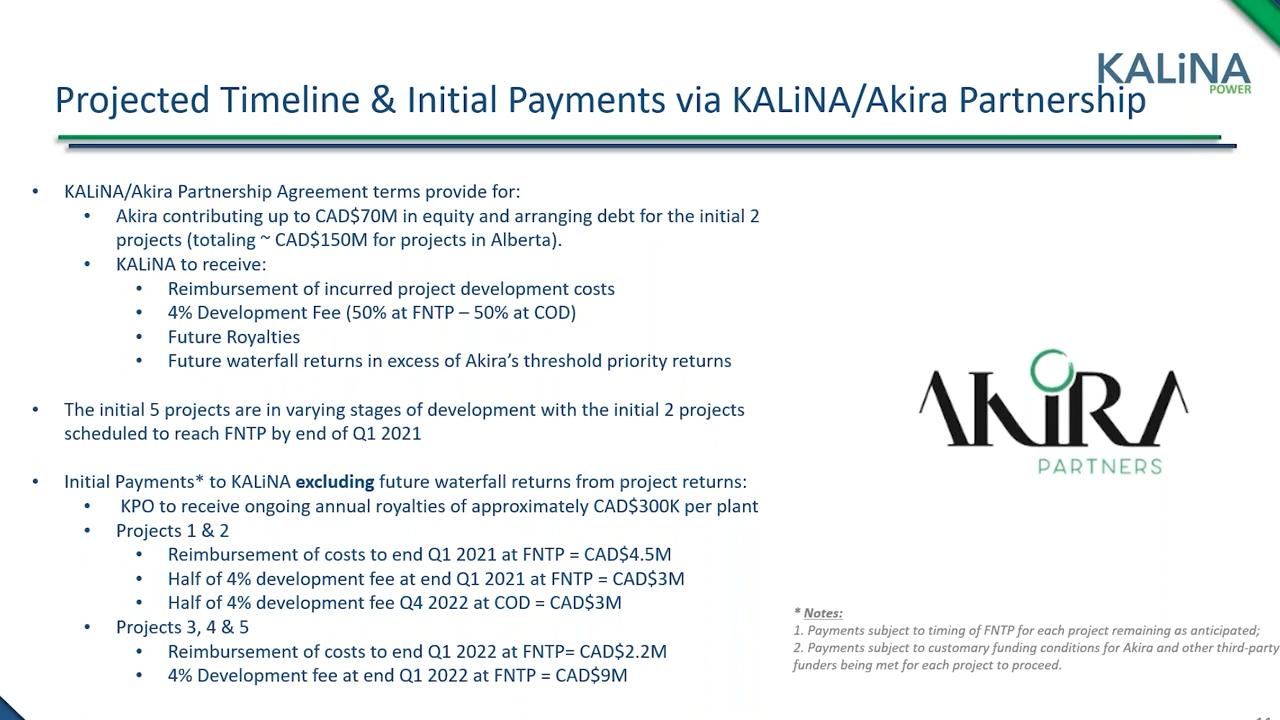 KALiNA
POWER
Projected Timeline & Initial Payments via KALiNA/Akira Partnership
• KALiNA/Akira Partnership Agreement terms provide for:
• Akira contributing up to CAD$70M in equity and arranging debt for the initial 2
projects (totaling ~ CAD$150M for projects in Alberta).
• KALiNA to receive:
• Reimbursement of incurred project development costs
• 4% Development Fee (50% at FNTP – 50% at COD)
• Future Royalties
• Future waterfall returns in excess of Akira's threshold priority returns
• The initial 5 projects are in varying stages of development with the initial 2 projects
scheduled to reach FNTP by end of Q1 2021
• Initial Payments* to KALiNA excluding future waterfall returns from project returns:
• KPO to receive ongoing annual royalties of approximately CAD$300K per plant
• Projects 1 & 2
• Reimbursement of costs to end Q1 2021 at FNTP = CAD$4.5M
• Half of 4% development fee at end Q1 2021 at FNTP = CAD$3M
• Half of 4% development fee Q4 2022 at COD = CAD$3M
• Projects 3, 4 & 5
• Reimbursement of costs to end Q1 2022 at FNTP= CAD$2.2M
• 4% Development fee at end Q1 2022 at FNTP = CAD$9M
AKiRA
PARTNERS
* Notes:
1. Payments subject to timing of FNTP for each project remaining as anticipated;
2. Payments subject to customary funding conditions for Akira and other third-party
funders being met for each project to proceed.